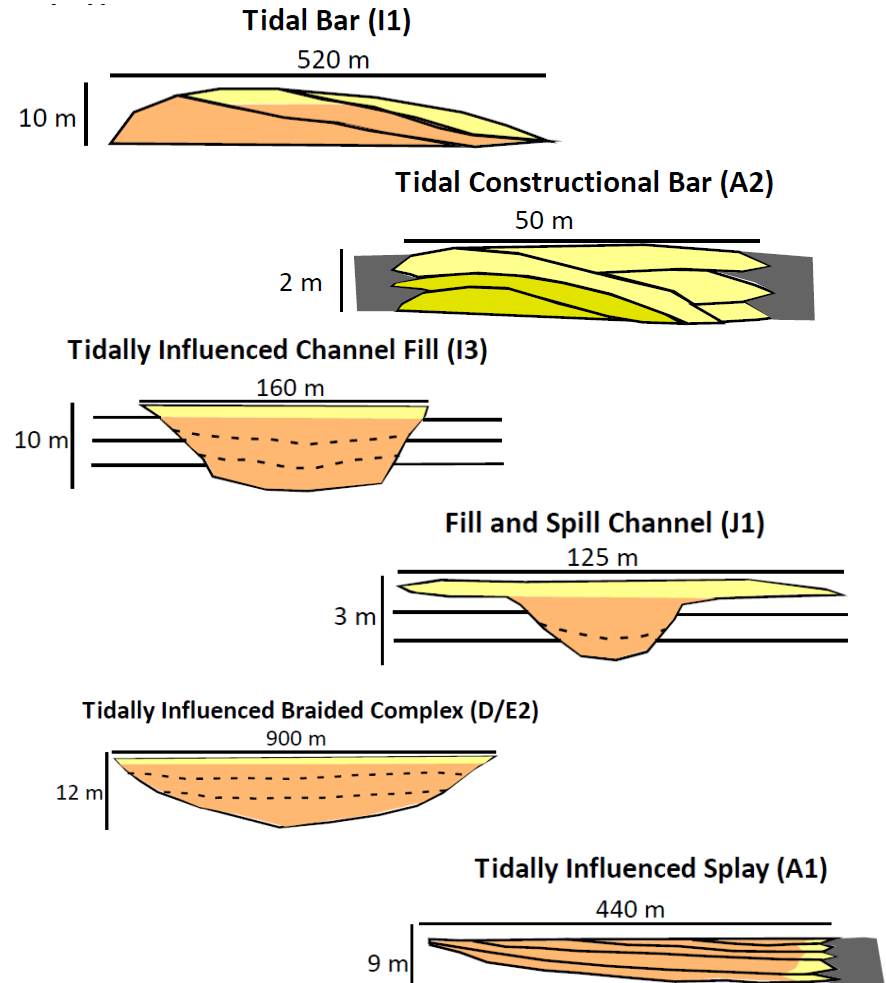 Tidal Bar (I1)
520 m
10 m
Tidal Constructional Bar (A2)
50 m
2 m
Tidally Influenced Channel Fill (I3)
160 m
10 m
Fill and Spill Channel (J1)
125 m
3 m
Tidally Influenced Braided Complex (D/E2)
900 m
12 m
Tidally Influenced Splay (A1)
440 m
9 m